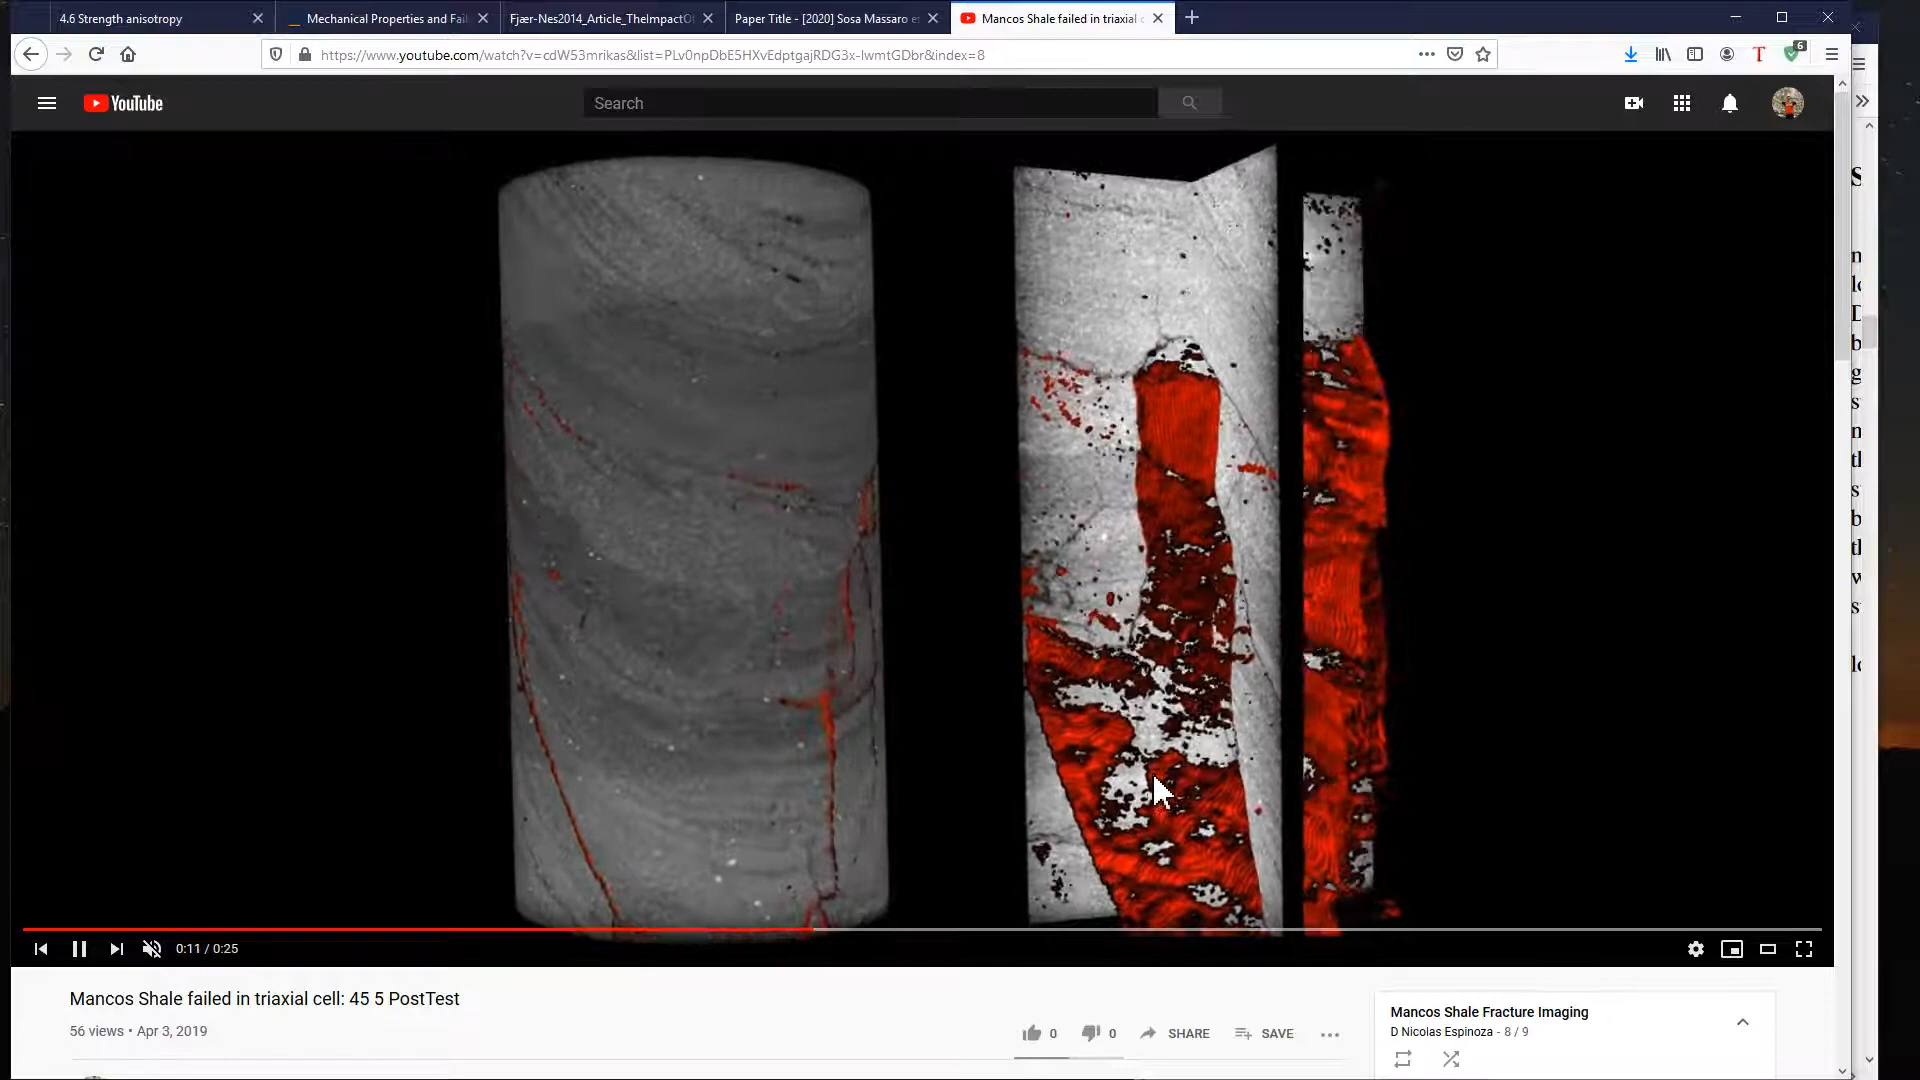 4.6 Strength anisotropy
Mechanical Properties and Fail
Fjær-Nes2014_Article_TheImpactO
Paper Title - [2020] Sosa Massaro et
Mancos Shale failed in triaxial c
https://www.youtube.com/watch?v=cdW53mrikas&list=PLv0npDbE5HXvEdptgajRDG3x-lwmtGDbr&index=8
6
YouTube
Search
0:11 / 0:25
Mancos Shale failed in triaxial cell: 45 5 PostTest
56 views • Apr 3, 2019
0
0
SHARE
SAVE
Mancos Shale Fracture Imaging
D Nicolas Espinoza - 8 / 9